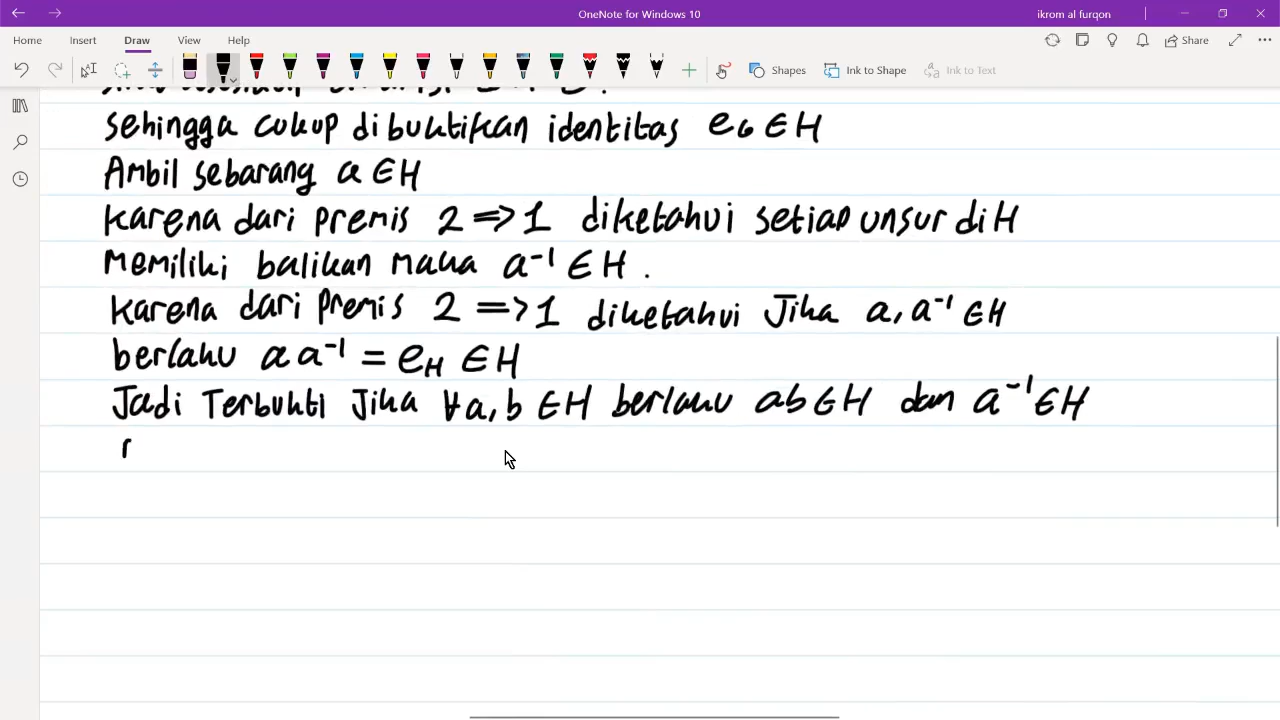 OneNote for Windows 10
ikrom al furqon
Home Insert Draw View Help
Share
Shapes
Ink to Shape
Ink to Text
sehingga cukup dibuktikan identitas e_G ∈ H
Ambil sebarang a ∈ H
Karena dari premis 2 => 1 diketahui setiap unsur di H
Memiliki balikan maka a⁻¹ ∈ H .
Karena dari Premis 2 => 1 diketahui Jika a, a⁻¹ ∈ H
berlaku a a⁻¹ = e_H ∈ H
Jadi Terbukti Jika ∀ a, b ∈ H berlaku ab ∈ H dan a⁻¹ ∈ H